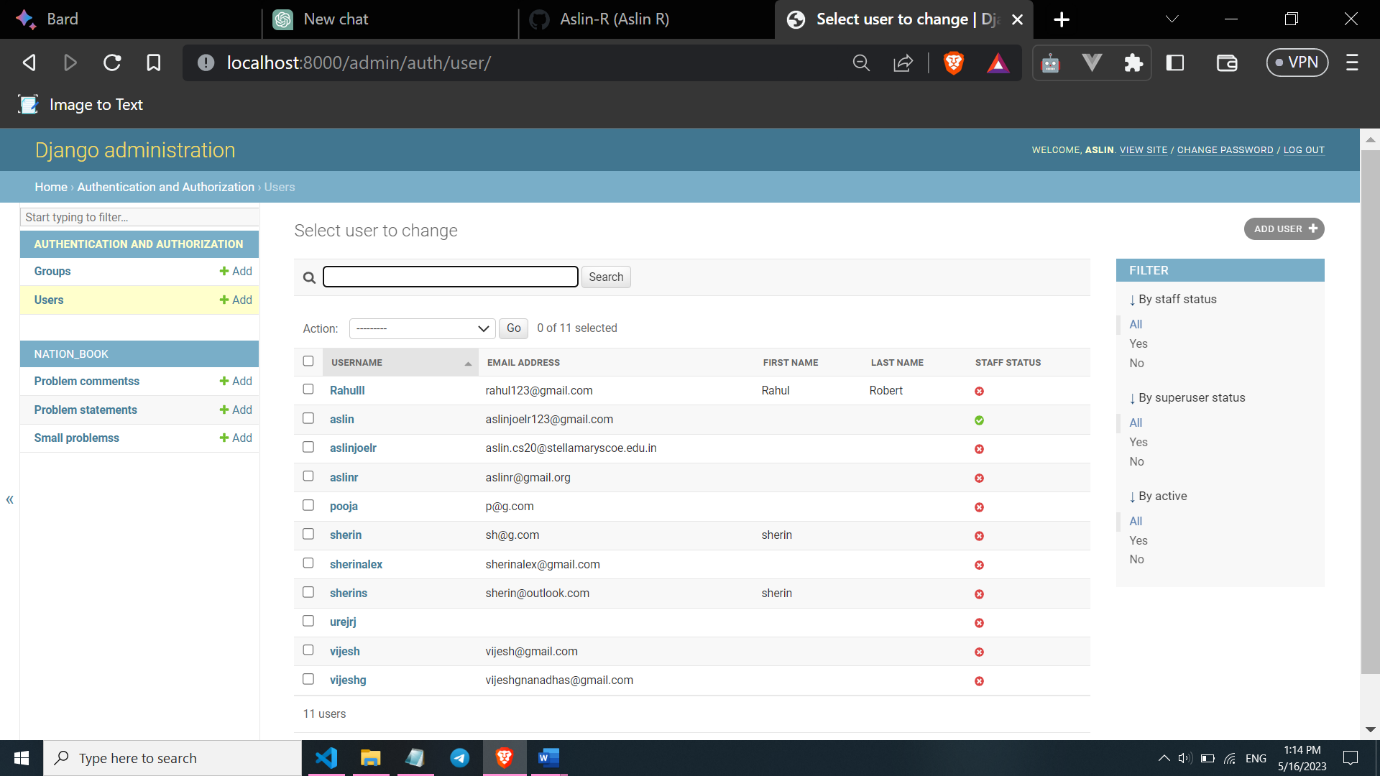 Bard New chat Aslin-R (Aslin R) Select user to change | Dj
localhost:8000/admin/auth/user/ VPN
Image to Text
Django administration WELCOME, ASLIN. VIEW SITE / CHANGE PASSWORD / LOG OUT
Home › Authentication and Authorization › Users
Start typing to filter...
AUTHENTICATION AND AUTHORIZATION
Groups + Add
Users + Add
NATION_BOOK
Problem commentss + Add
Problem statements + Add
Small problemss + Add
«
Select user to change ADD USER +
Search
Action: --------- Go 0 of 11 selected
USERNAME EMAIL ADDRESS FIRST NAME LAST NAME STAFF STATUS
Rahulll rahul123@gmail.com Rahul Robert
aslin aslinjoelr123@gmail.com
aslinjoelr aslin.cs20@stellamaryscoe.edu.in
aslinr aslinr@gmail.org
pooja p@g.com
sherin sh@g.com sherin
sherinalex sherinalex@gmail.com
sherins sherin@outlook.com sherin
urejrj
vijesh vijesh@gmail.com
vijeshg vijeshgnanadhas@gmail.com
11 users
FILTER
↓ By staff status
All
Yes
No
↓ By superuser status
All
Yes
No
↓ By active
All
Yes
No
Type here to search ENG 1:14 PM
5/16/2023